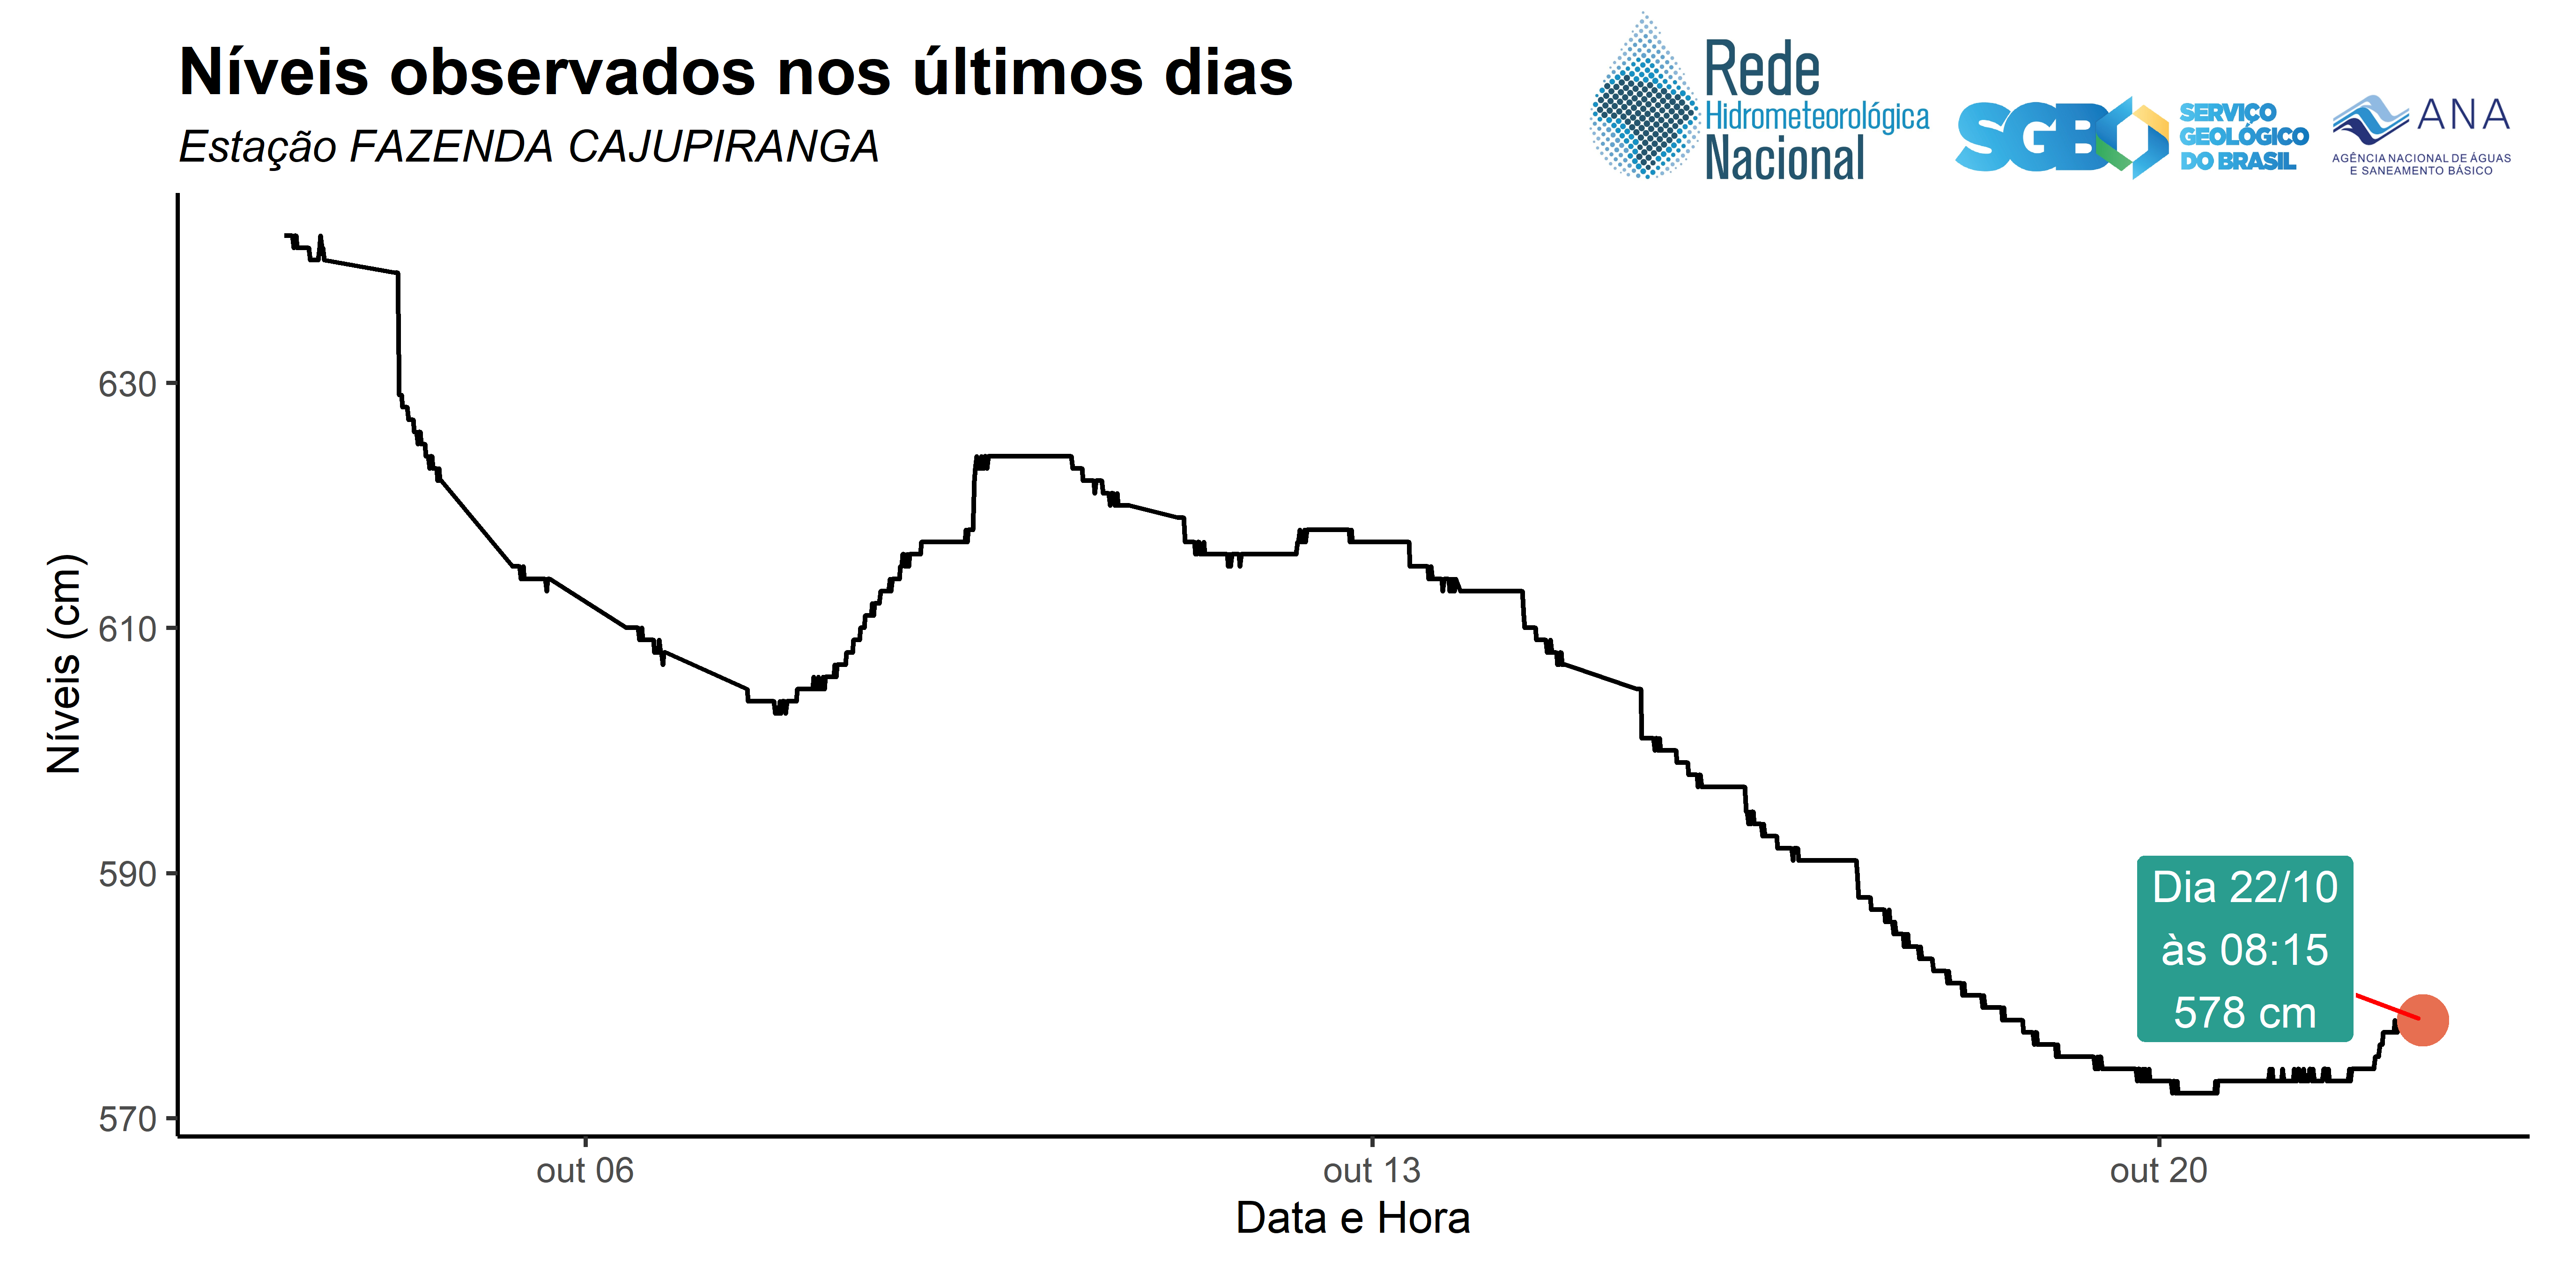 Níveis observados nos últimos dias
Estação FAZENDA CAJUPIRANGA
Rede
Hidrometeorológica
Nacional
SGB
SERVIÇO
GEOLÓGICO
DO BRASIL
ANA
AGÊNCIA NACIONAL DE ÁGUAS
E SANEAMENTO BÁSICO
Níveis (cm)
630
610
590
570
Dia 22/10
às 08:15
578 cm
out 06
out 13
out 20
Data e Hora